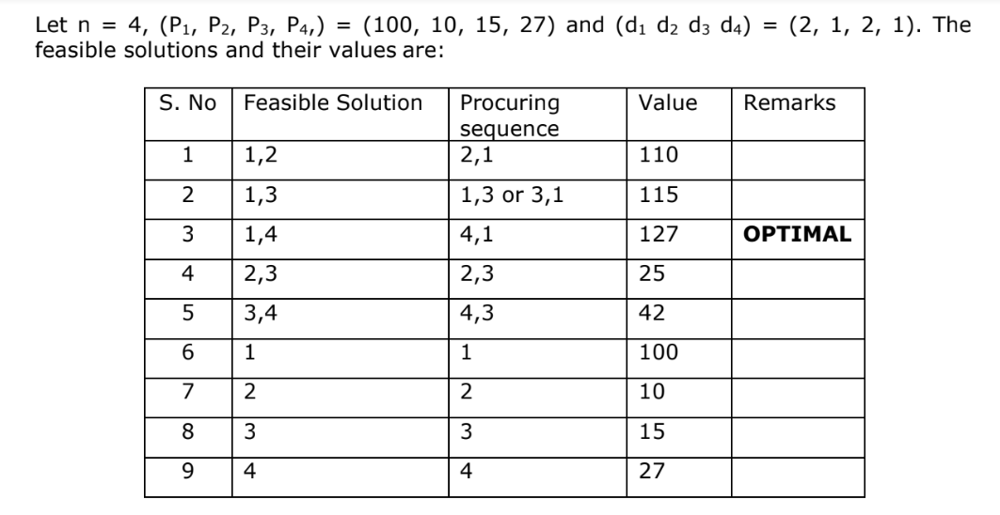 Let n = 4, (P₁, P₂, P₃, P₄,) = (100, 10, 15, 27) and (d₁ d₂ d₃ d₄) = (2, 1, 2, 1). The
feasible solutions and their values are:
S. No Feasible Solution Procuring sequence Value Remarks
1 1,2 2,1 110
2 1,3 1,3 or 3,1 115
3 1,4 4,1 127 OPTIMAL
4 2,3 2,3 25
5 3,4 4,3 42
6 1 1 100
7 2 2 10
8 3 3 15
9 4 4 27